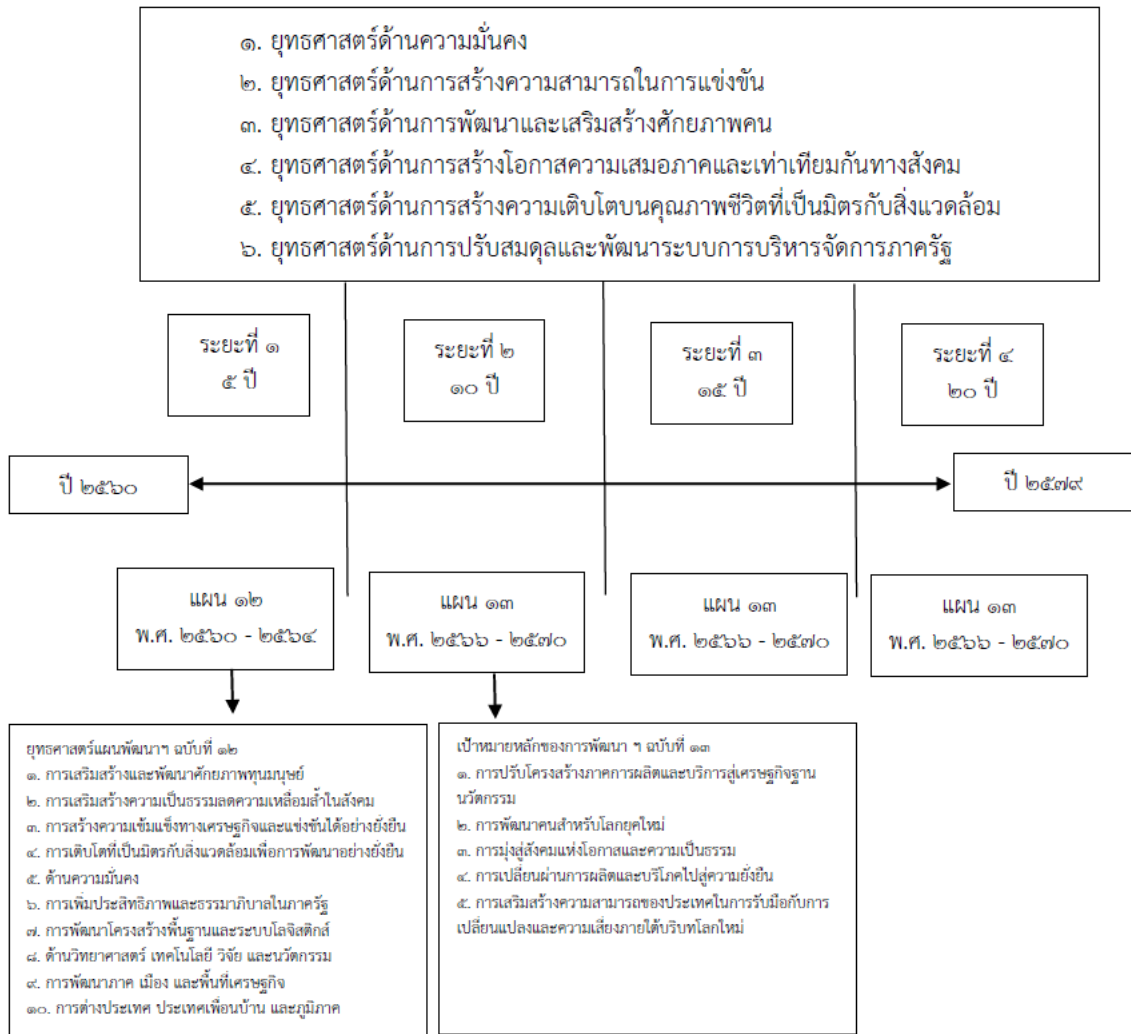 ๑. ยุทธศาสตร์ด้านความมั่นคง
๒. ยุทธศาสตร์ด้านการสร้างความสามารถในการแข่งขัน
๓. ยุทธศาสตร์ด้านการพัฒนาและเสริมสร้างศักยภาพคน
๔. ยุทธศาสตร์ด้านการสร้างโอกาสความเสมอภาคและเท่าเทียมกันทางสังคม
๕. ยุทธศาสตร์ด้านการสร้างความเติบโตบนคุณภาพชีวิตที่เป็นมิตรกับสิ่งแวดล้อม
๖. ยุทธศาสตร์ด้านการปรับสมดุลและพัฒนาระบบการบริหารจัดการภาครัฐ
ระยะที่ ๑
๕ ปี
ระยะที่ ๒
๑๐ ปี
ระยะที่ ๓
๑๕ ปี
ระยะที่ ๔
๒๐ ปี
ปี ๒๕๖๐
ปี ๒๕๗๙
แผน ๑๒
พ.ศ. ๒๕๖๐ - ๒๕๖๔
แผน ๑๓
พ.ศ. ๒๕๖๖ - ๒๕๗๐
แผน ๑๓
พ.ศ. ๒๕๖๖ - ๒๕๗๐
แผน ๑๓
พ.ศ. ๒๕๖๖ - ๒๕๗๐
ยุทธศาสตร์แผนพัฒนาฯ ฉบับที่ ๑๒
๑. การเสริมสร้างและพัฒนาศักยภาพทุนมนุษย์
๒. การเสริมสร้างความเป็นธรรมลดความเหลื่อมล้ำในสังคม
๓. การสร้างความเข้มแข็งทางเศรษฐกิจและแข่งขันได้อย่างยั่งยืน
๔. การเติบโตที่เป็นมิตรกับสิ่งแวดล้อมเพื่อการพัฒนาอย่างยั่งยืน
๕. ด้านความมั่นคง
๖. การเพิ่มประสิทธิภาพและธรรมาภิบาลในภาครัฐ
๗. การพัฒนาโครงสร้างพื้นฐานและระบบโลจิสติกส์
๘. ด้านวิทยาศาสตร์ เทคโนโลยี วิจัย และนวัตกรรม
๙. การพัฒนาภาค เมือง และพื้นที่เศรษฐกิจ
๑๐. การต่างประเทศ ประเทศเพื่อนบ้าน และภูมิภาค
เป้าหมายหลักของการพัฒนา ฯ ฉบับที่ ๑๓
๑. การปรับโครงสร้างภาคการผลิตและบริการสู่เศรษฐกิจฐาน
นวัตกรรม
๒. การพัฒนาคนสำหรับโลกยุคใหม่
๓. การมุ่งสู่สังคมแห่งโอกาสและความเป็นธรรม
๔. การเปลี่ยนผ่านการผลิตและบริโภคไปสู่ความยั่งยืน
๕. การเสริมสร้างความสามารถของประเทศในการรับมือกับการ
เปลี่ยนแปลงและความเสี่ยงภายใต้บริบทโลกใหม่